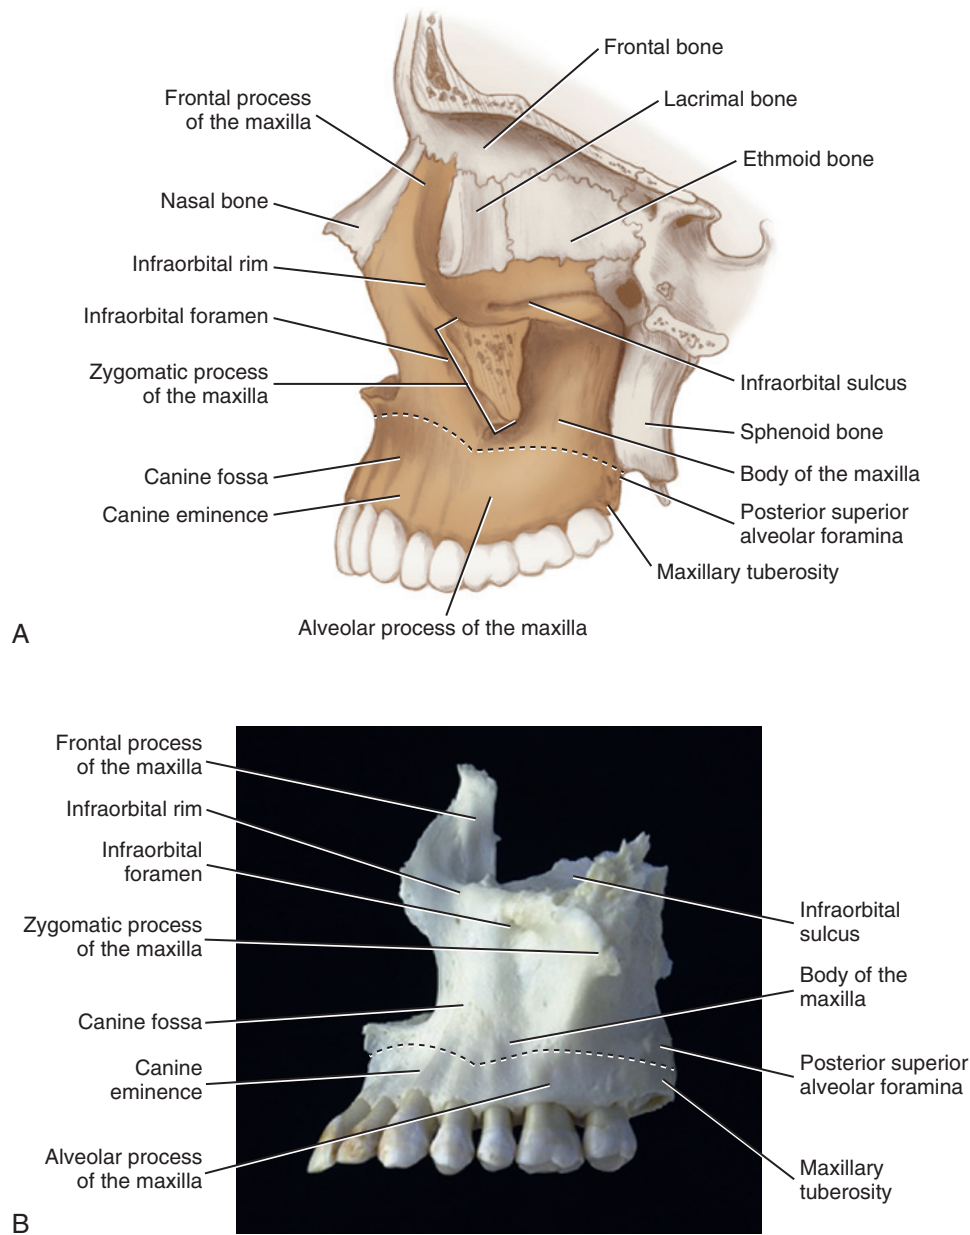 Frontal bone
Frontal process
of the maxilla
Lacrimal bone
Ethmoid bone
Nasal bone
Infraorbital rim
Infraorbital foramen
Zygomatic process
of the maxilla
Infraorbital sulcus
Sphenoid bone
Canine fossa
Body of the maxilla
Canine eminence
Posterior superior
alveolar foramina
Maxillary tuberosity
Alveolar process of the maxilla
A
Frontal process
of the maxilla
Infraorbital rim
Infraorbital
foramen
Zygomatic process
of the maxilla
Infraorbital
sulcus
Body of the
maxilla
Canine fossa
Canine
eminence
Posterior superior
alveolar foramina
Alveolar process
of the maxilla
Maxillary
tuberosity
B